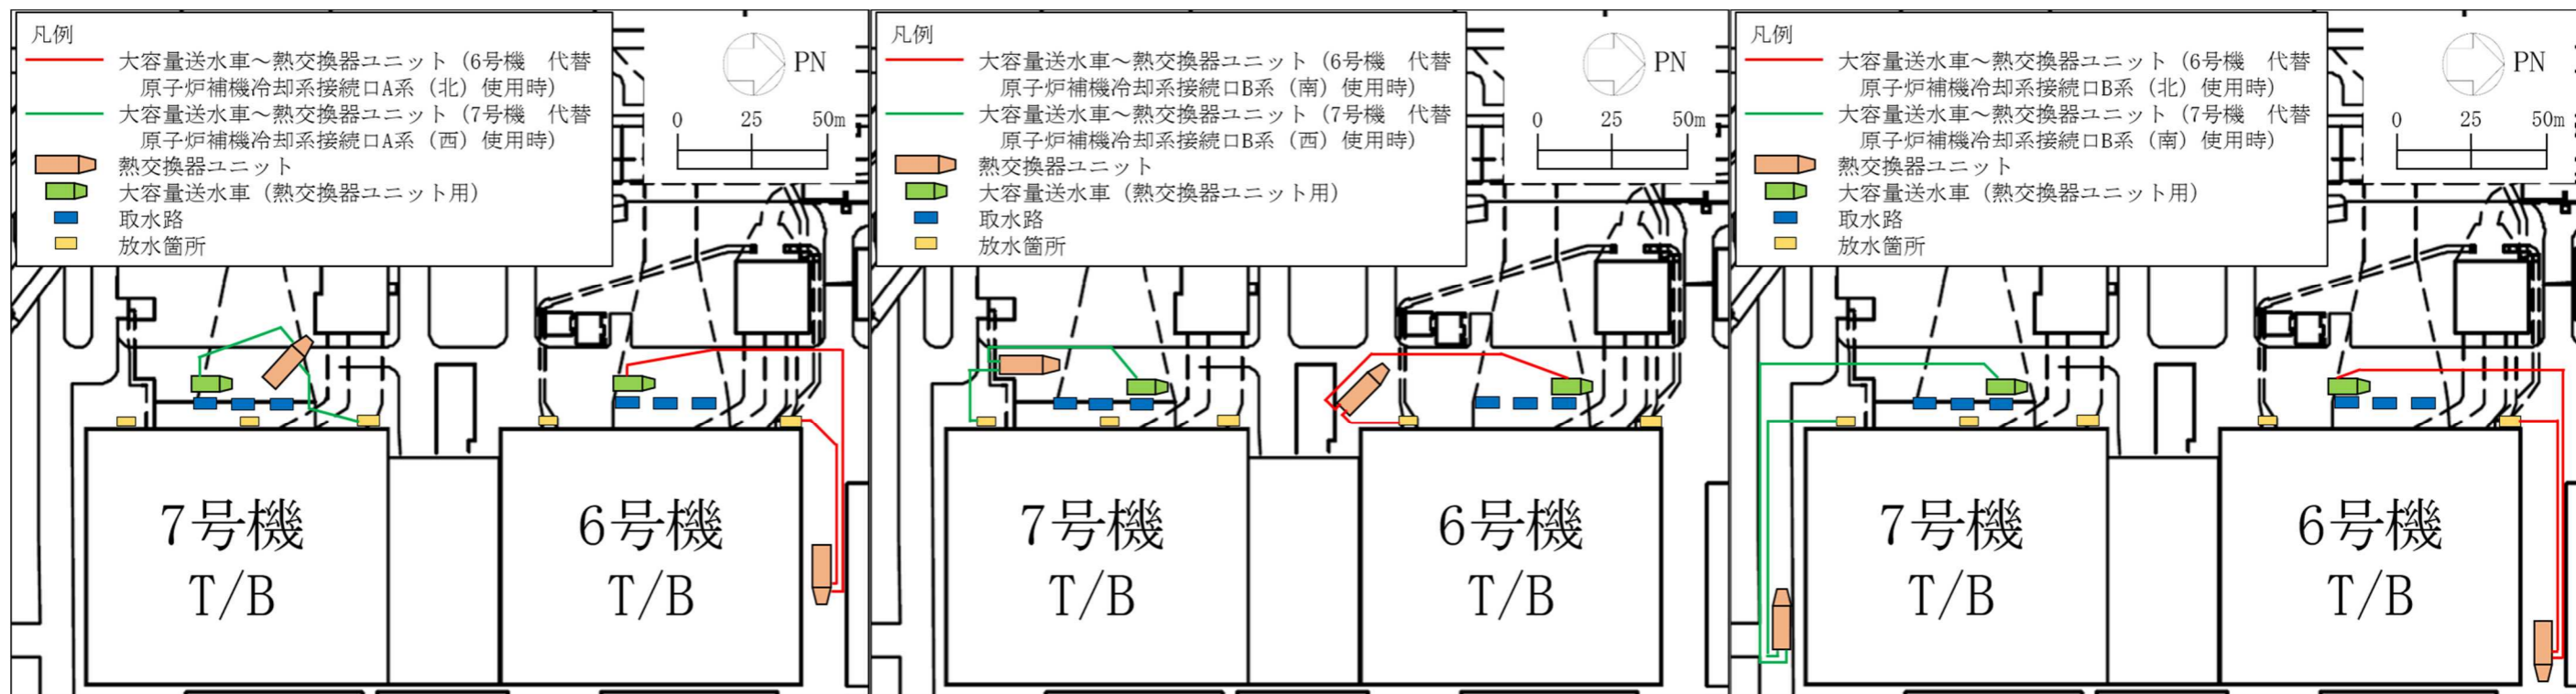 凡例
大容量送水車~熱交換器ユニット（6号機　代替
原子炉補機冷却系接続口A系（北）使用時）
大容量送水車~熱交換器ユニット（7号機　代替
原子炉補機冷却系接続口A系（西）使用時）
熱交換器ユニット
大容量送水車（熱交換器ユニット用）
取水路
放水箇所
PN
0 25 50m
7号機
T/B
6号機
T/B
凡例
大容量送水車~熱交換器ユニット（6号機　代替
原子炉補機冷却系接続口B系（南）使用時）
大容量送水車~熱交換器ユニット（7号機　代替
原子炉補機冷却系接続口B系（西）使用時）
熱交換器ユニット
大容量送水車（熱交換器ユニット用）
取水路
放水箇所
PN
0 25 50m
7号機
T/B
6号機
T/B
凡例
大容量送水車~熱交換器ユニット（6号機　代替
原子炉補機冷却系接続口B系（北）使用時）
大容量送水車~熱交換器ユニット（7号機　代替
原子炉補機冷却系接続口B系（南）使用時）
熱交換器ユニット
大容量送水車（熱交換器ユニット用）
取水路
放水箇所
PN
0 25 50m
7号機
T/B
6号機
T/B